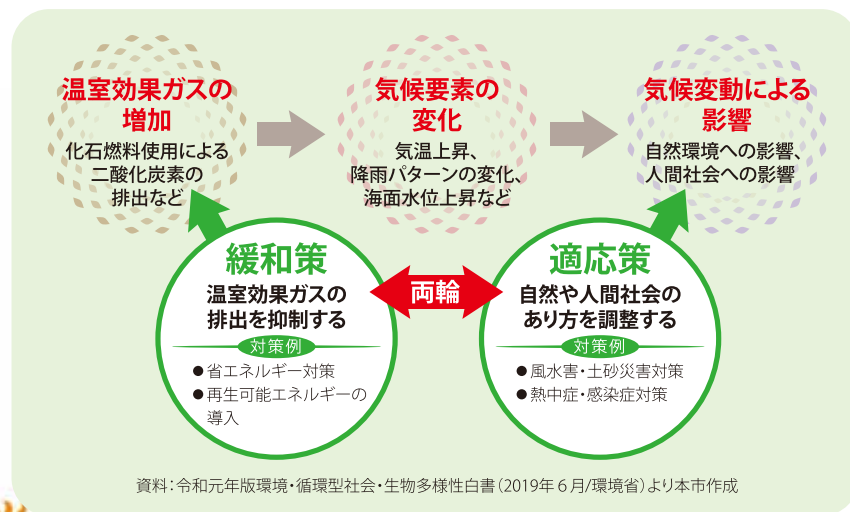 温室効果ガスの
増加
化石燃料使用による
二酸化炭素の
排出など
気候要素の
変化
気温上昇、
降雨パターンの変化、
海面水位上昇など
気候変動による
影響
自然環境への影響、
人間社会への影響
緩和策
温室効果ガスの
排出を抑制する
対策例
●省エネルギー対策
●再生可能エネルギーの
導入
両輪
適応策
自然や人間社会の
あり方を調整する
対策例
●風水害・土砂災害対策
●熱中症・感染症対策
資料：令和元年版環境・循環型社会・生物多様性白書（2019年６月/環境省）より本市作成